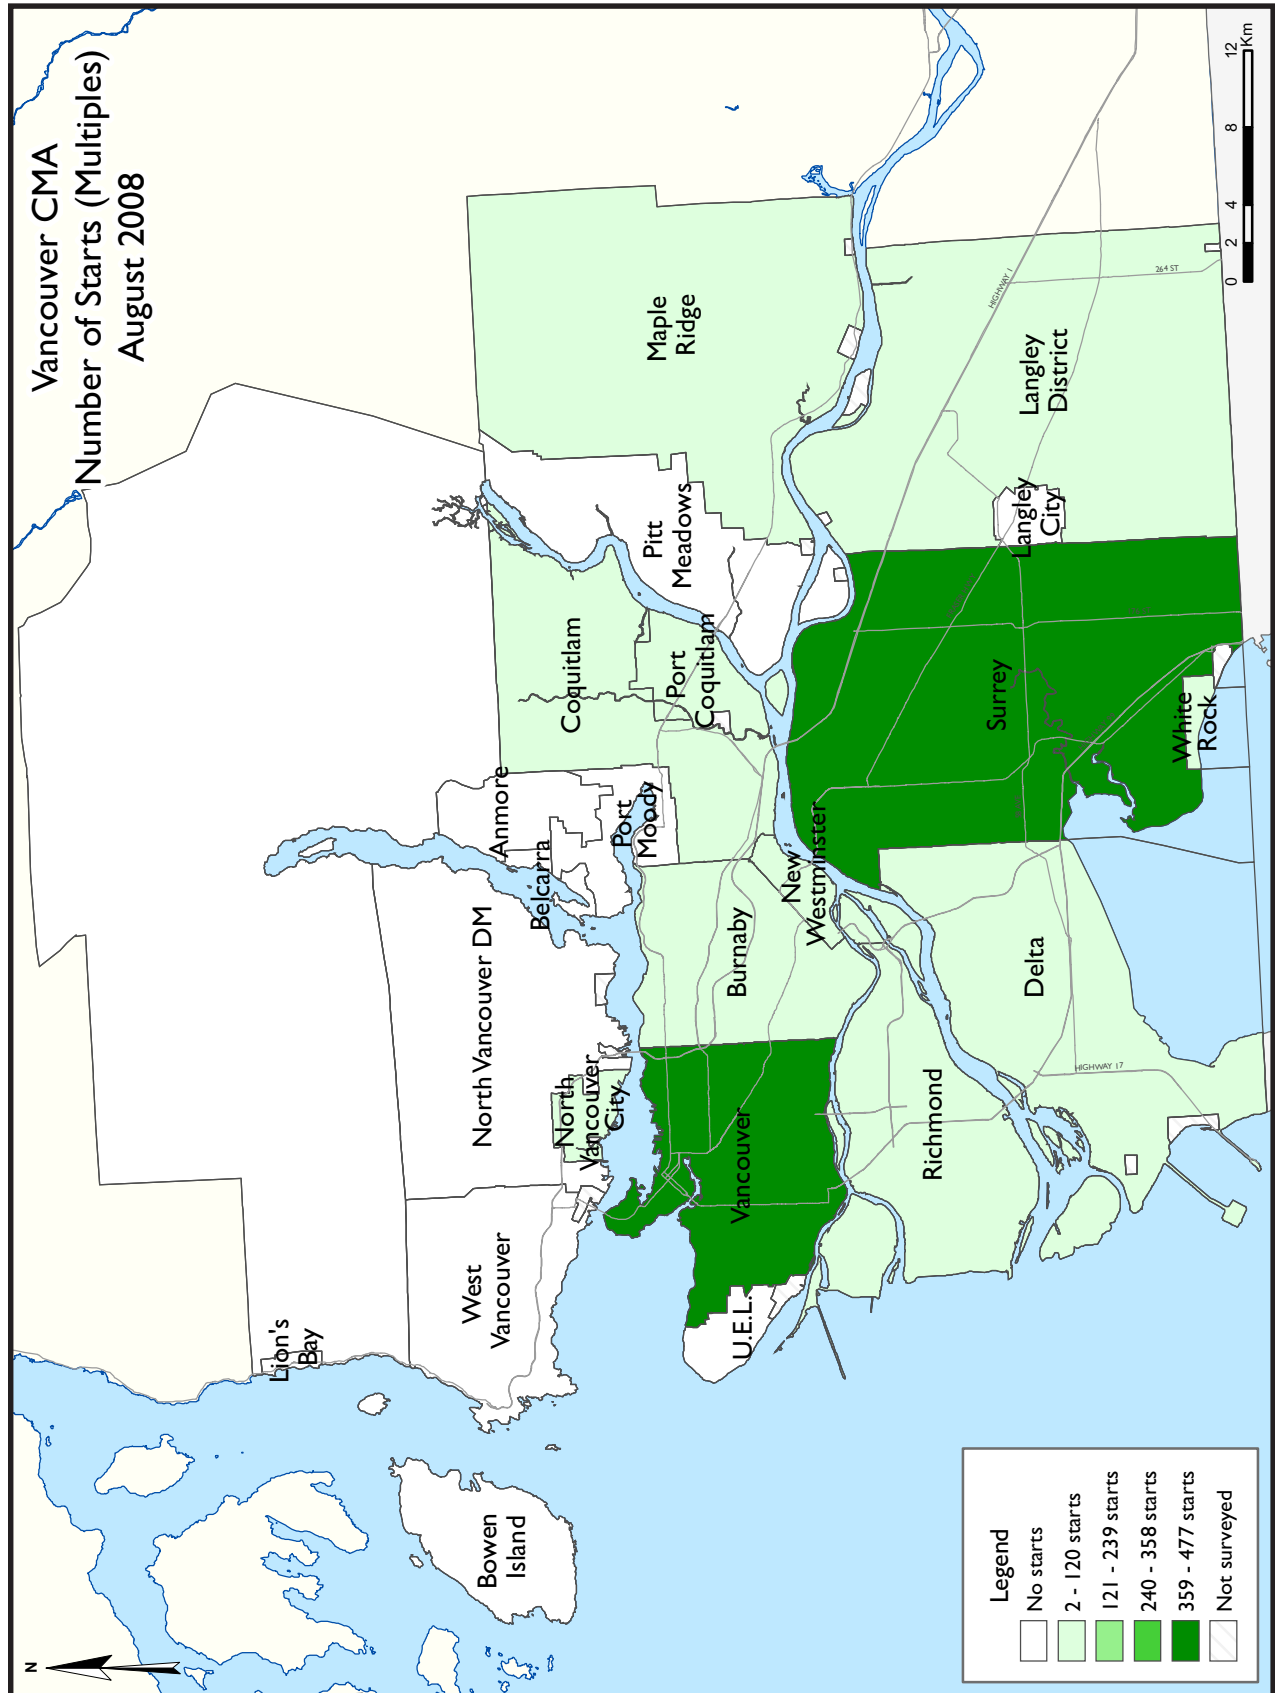 Vancouver CMA
Number of Starts (Multiples)
August 2008
N
Lion's
Bay
Bowen
Island
West
Vancouver
North Vancouver DM
North
Vancouver
City
Belcarra
Anmore
Port
Moody
Coquitlam
Port
Coquitlam
Pitt
Meadows
Maple
Ridge
U.E.L.
Vancouver
Burnaby
New
Westminster
Richmond
Delta
Surrey
White
Rock
Langley
City
Langley
District
HIGHWAY 1
264 ST
HIGHWAY 17
Legend
No starts
2 - 120 starts
121 - 239 starts
240 - 358 starts
359 - 477 starts
Not surveyed
0 2 4 8 12
Km